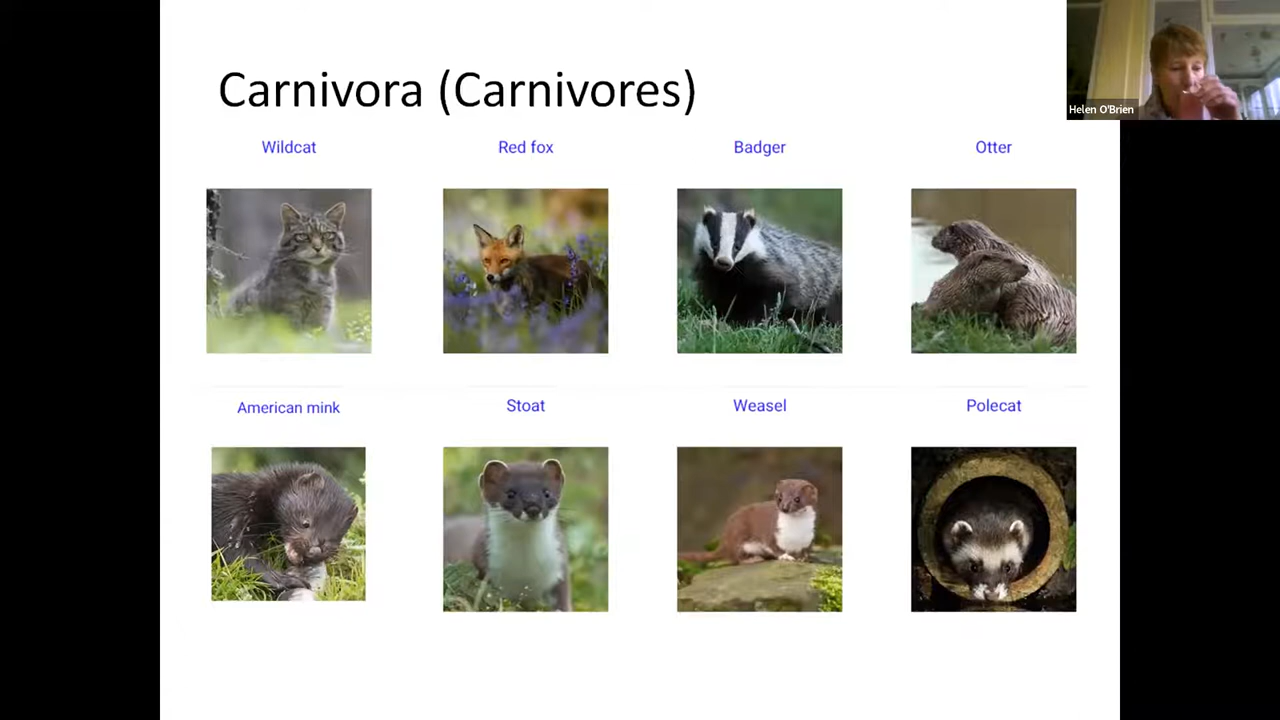 Carnivora (Carnivores)
Helen O'Brien
Wildcat
Red fox
Badger
Otter
American mink
Stoat
Weasel
Polecat